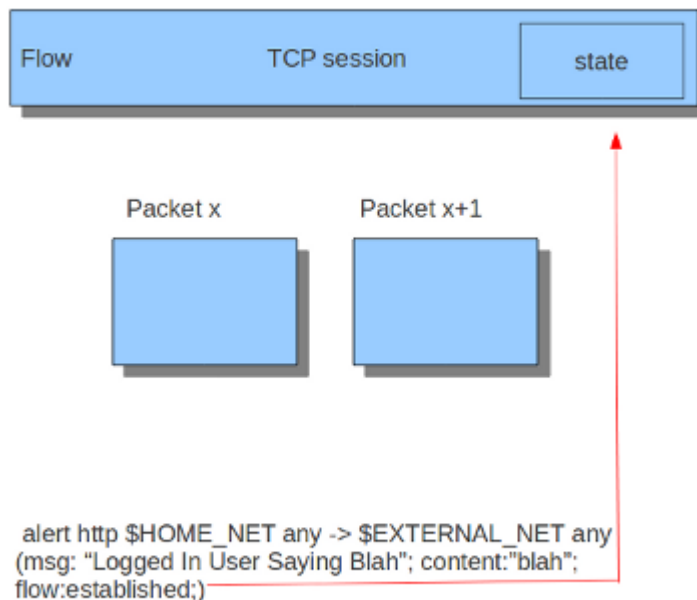 Flow TCP session state
Packet x Packet x+1
alert http $HOME_NET any -> $EXTERNAL_NET any
(msg: “Logged In User Saying Blah"; content:"blah”;
flow:established;)